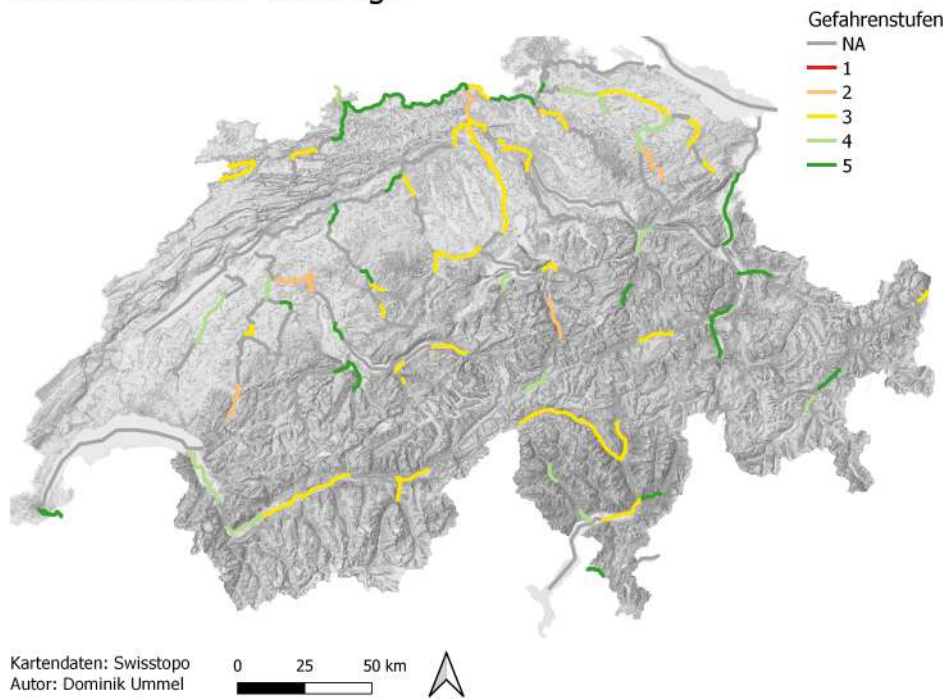 Gefahrenstufen
NA
1
2
3
4
5
Kartendaten: Swisstopo
Autor: Dominik Ummel
0 25 50 km